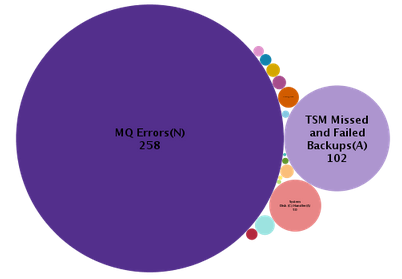 MQ Errors(N)
258
TSM Missed
and Failed
Backups(A)
102